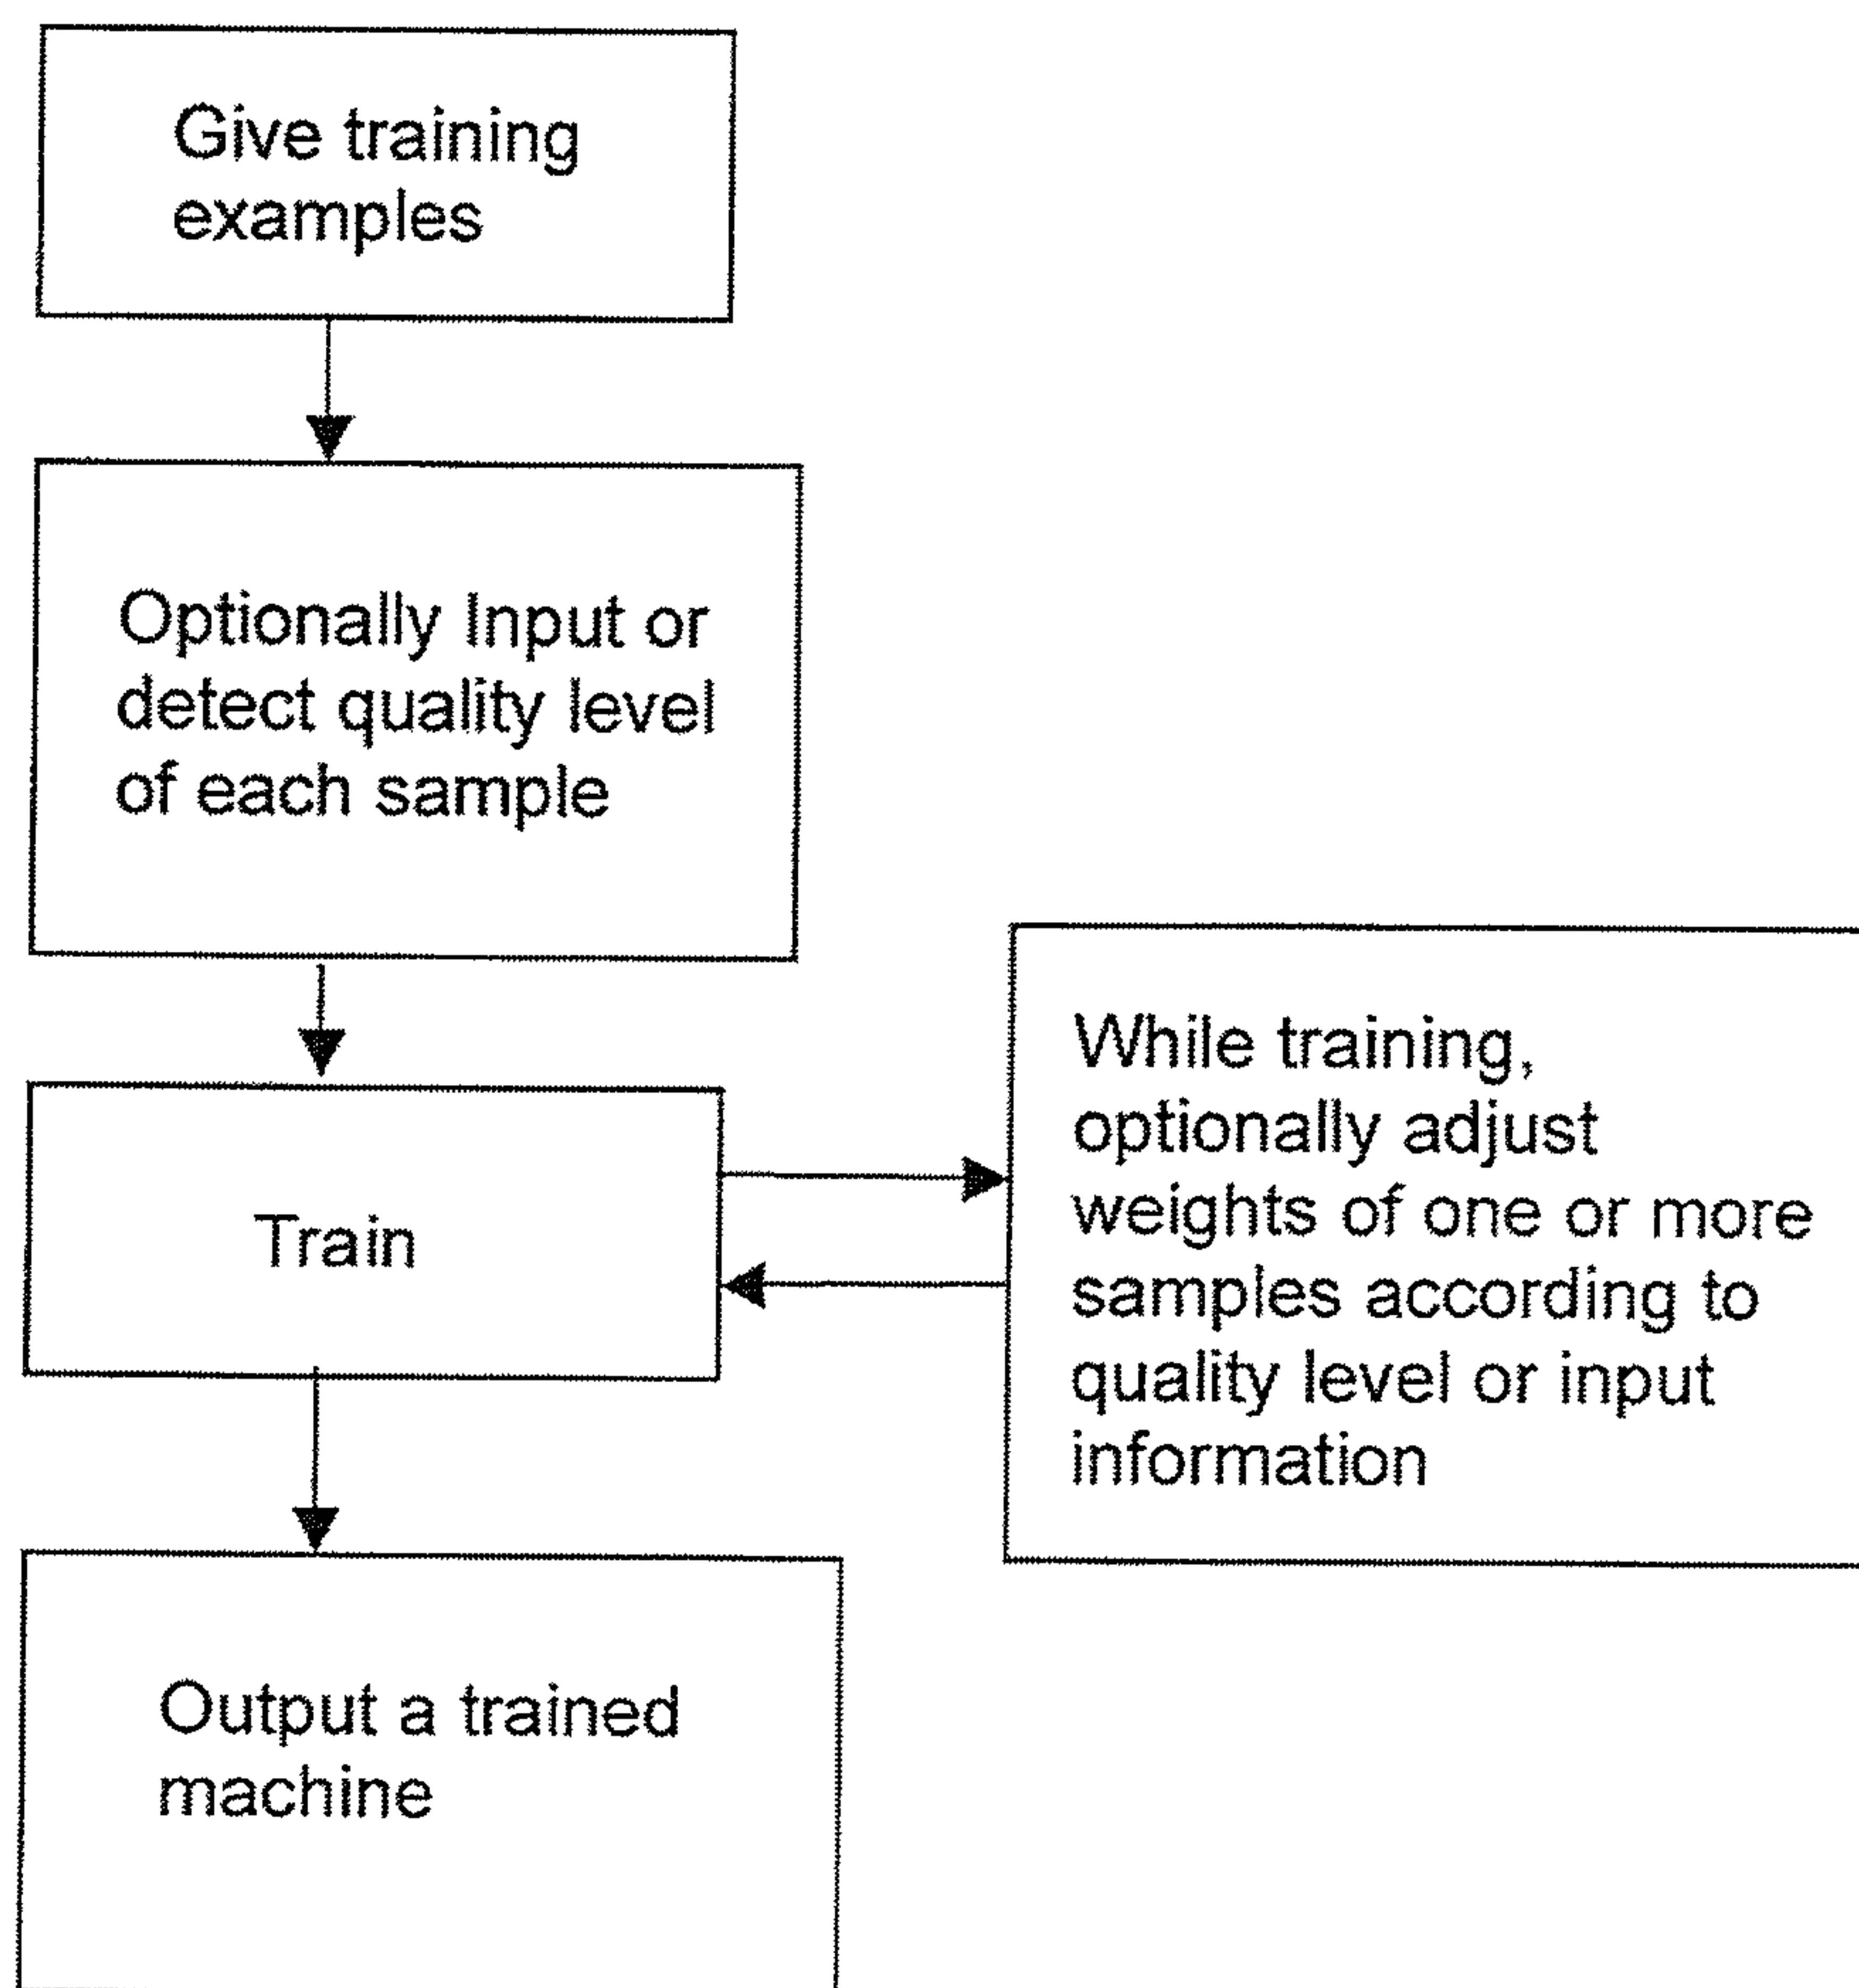 Give training
examples
Optionally Input or
detect quality level
of each sample
Train
While training,
optionally adjust
weights of one or more
samples according to
quality level or input
information
Output a trained
machine